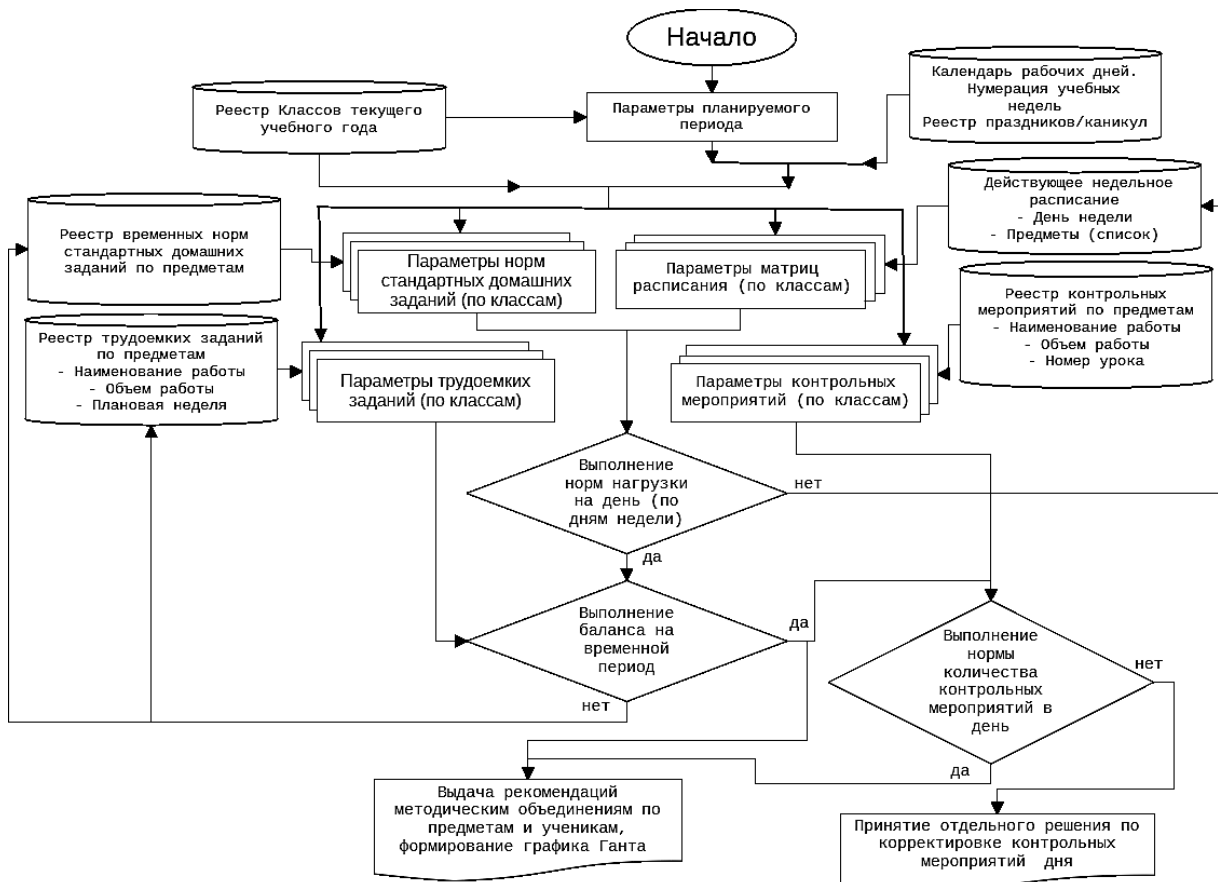 Начало
Реестр Классов текущего
учебного года
Параметры планируемого
периода
Календарь рабочих дней.
Нумерация учебных
недель
Реестр праздников/каникул
Реестр временных норм
стандартных домашних
заданий по предметам
Параметры норм
стандартных домашних
заданий (по классам)
Параметры матриц
расписания (по классам)
Действующее недельное
расписание
- День недели
- Предметы (список)
Реестр трудоемких заданий
по предметам
- Наименование работы
- Объем работы
- Плановая неделя
Параметры трудоемких
заданий (по классам)
Параметры контрольных
мероприятий (по классам)
Реестр контрольных
мероприятий по предметам
- Наименование работы
- Объем работы
- Номер урока
Выполнение
норм нагрузки
на день (по
дням недели)
нет
да
Выполнение
баланса на
временной
период
да
нет
Выполнение
нормы
количества
контрольных
мероприятий в
день
нет
да
Выдача рекомендаций
методическим объединениям по
предметам и ученикам,
формирование графика Ганта
Принятие отдельного решения по
корректировке контрольных
мероприятий дня